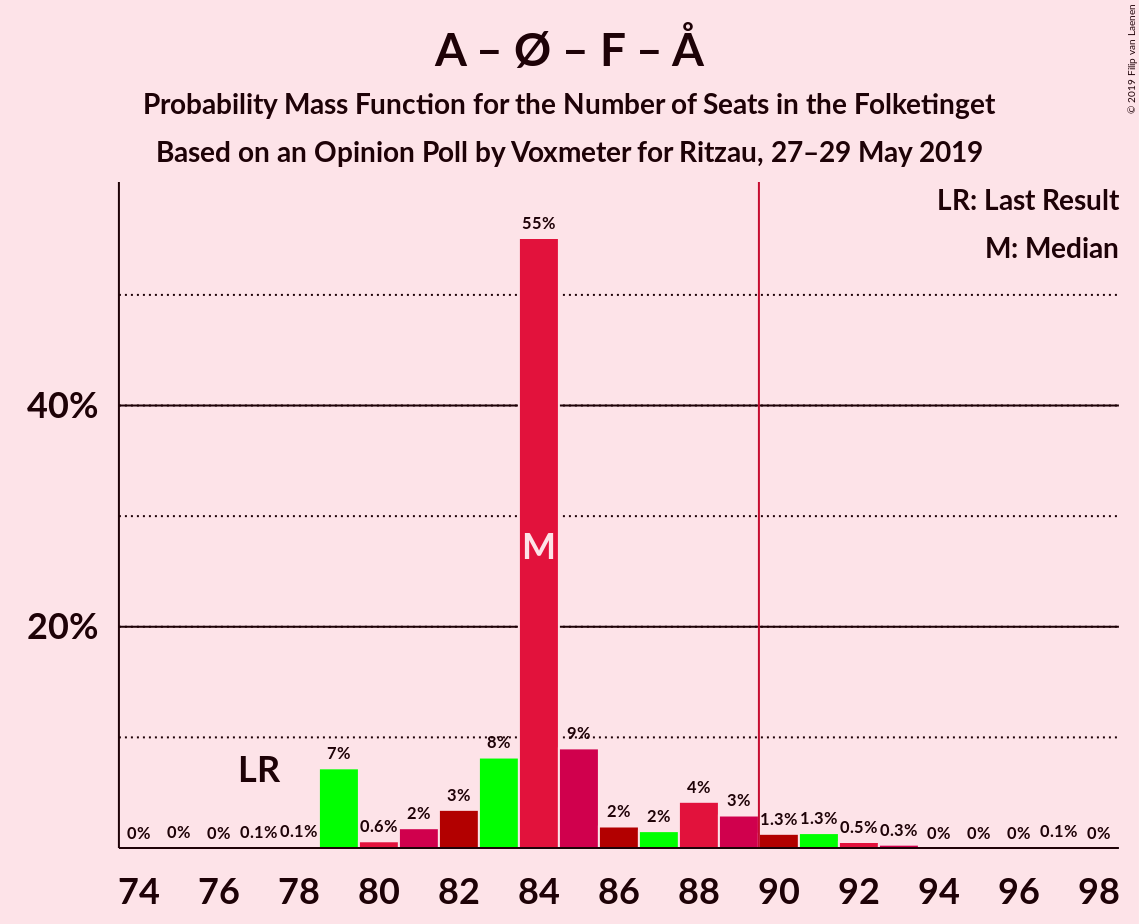 A – Ø – F – Å
Probability Mass Function for the Number of Seats in the Folketinget
Based on an Opinion Poll by Voxmeter for Ritzau, 27–29 May 2019
© 2019 Filip van Laenen
LR: Last Result
M: Median
55%
40%
M
20%
LR
0% 0% 0% 0.1% 0.1% 7% 0.6% 2% 3% 8% 9% 2% 2% 4% 3% 1.3% 1.3% 0.5% 0.3% 0% 0% 0% 0.1% 0%
74 76 78 80 82 84 86 88 90 92 94 96 98